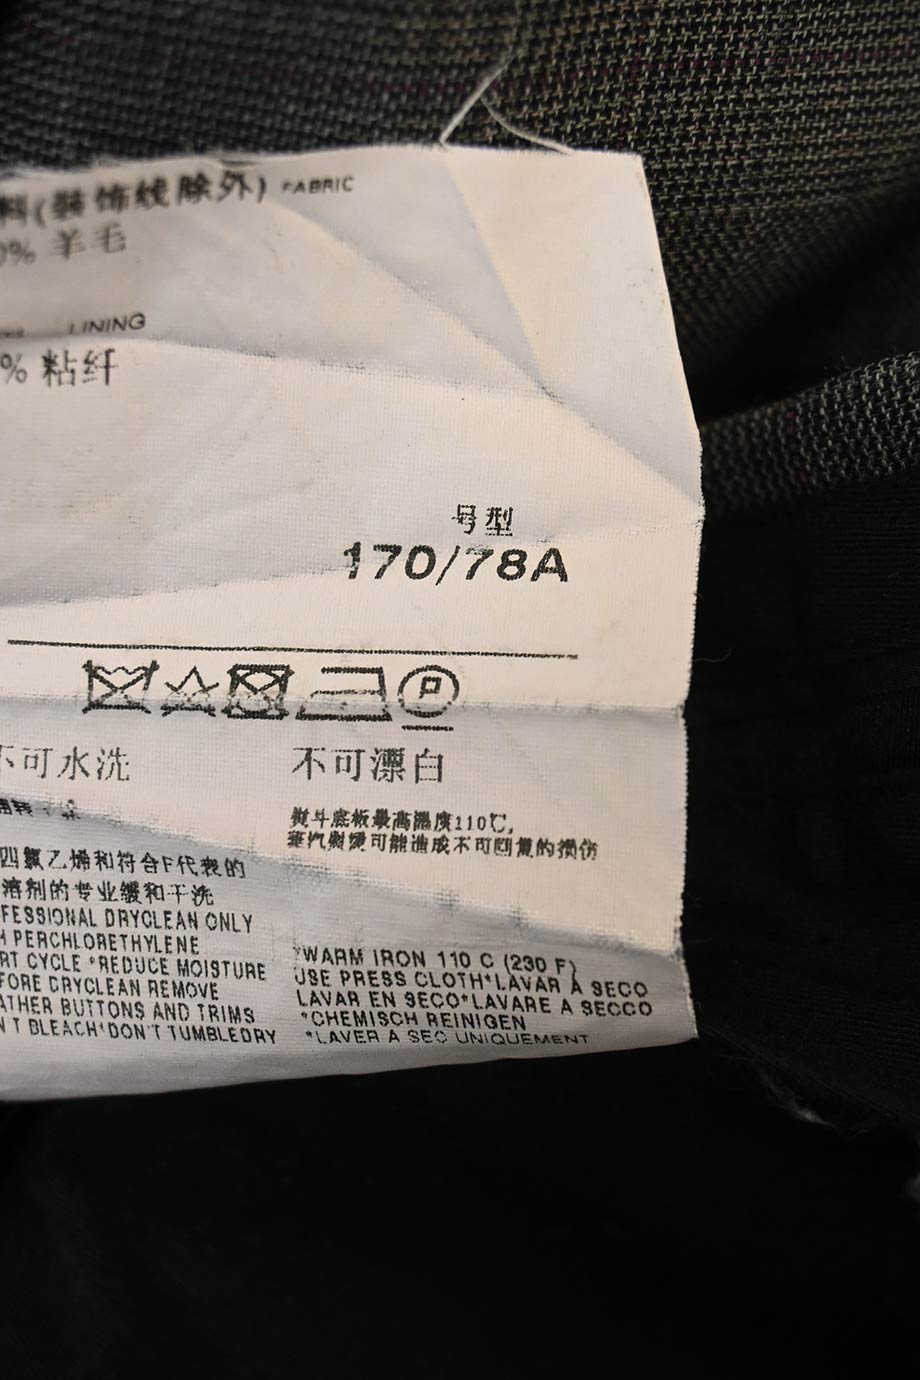 料(装饰线除外) FABRIC
0% 羊毛
LINING
% 粘纤
号型
170/78A
不可水洗
不可漂白
熨斗底板最高温度110℃,
蒸汽熨烫可能造成不可回复的损伤
四氯乙烯和符合F代表的
溶剂的专业缓和干洗
FESSIONAL DRYCLEAN ONLY
H PERCHLORETHYLENE
RT CYCLE *REDUCE MOISTURE
FORE DRYCLEAN REMOVE
ATHER BUTTONS AND TRIMS
N'T BLEACH*DON'T TUMBLEDRY
*WARM IRON 110 C (230 F)
USE PRESS CLOTH*LAVAR À SECO
LAVAR EN SECO*LAVARE A SECCO
*CHEMISCH REINIGEN
*LAVER A SEC UNIQUEMENT